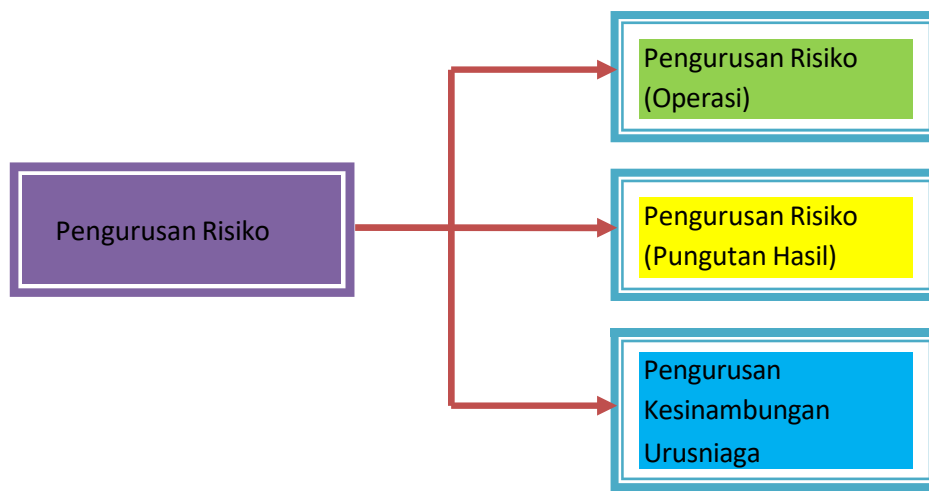 Pengurusan Risiko
Pengurusan Risiko
(Operasi)
Pengurusan Risiko
(Pungutan Hasil)
Pengurusan
Kesinambungan
Urusniaga